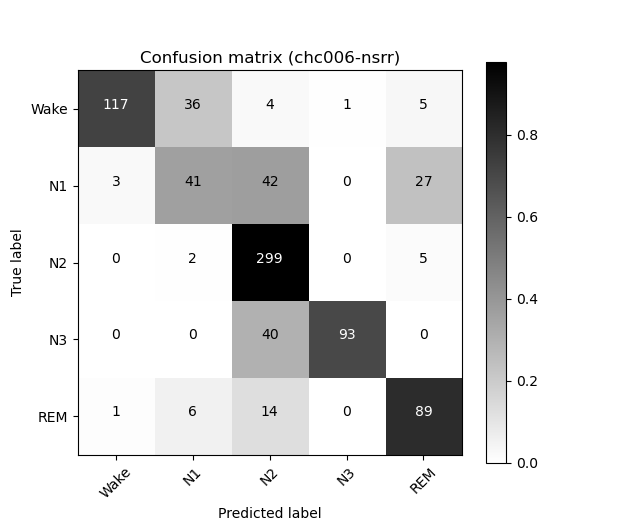 Confusion matrix (chc006-nsrr)
True label
Wake 117 36 4 1 5
N1 3 41 42 0 27
N2 0 2 299 0 5
N3 0 0 40 93 0
REM 1 6 14 0 89
Wake N1 N2 N3 REM
Predicted label
0.8
0.6
0.4
0.2
0.0